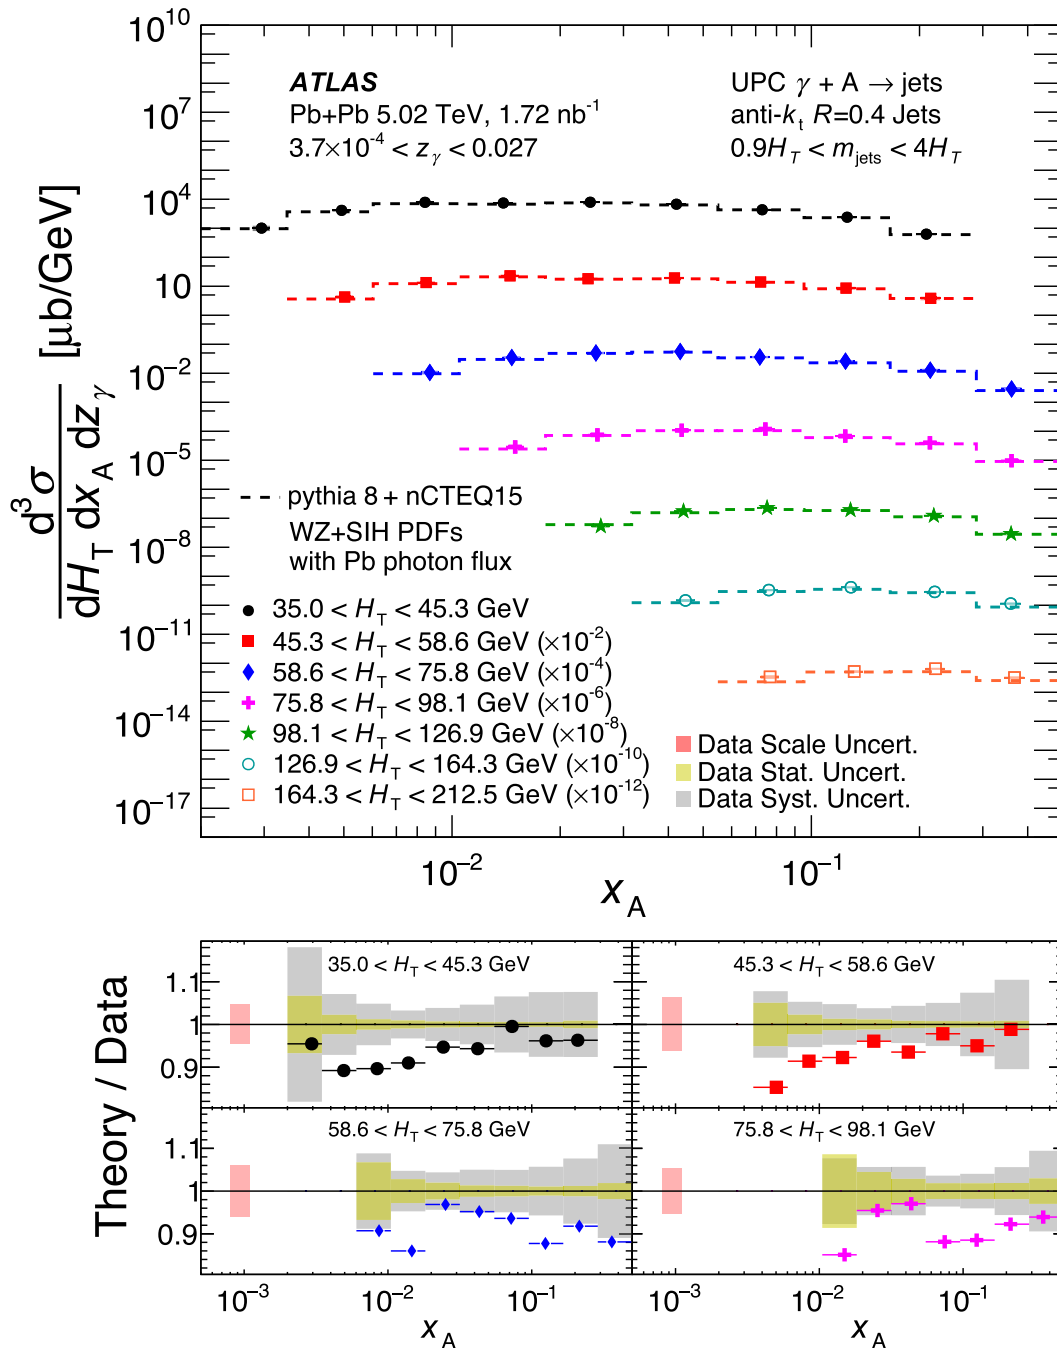 10¹⁰
10⁷
10⁴
10
10⁻²
10⁻⁵
10⁻⁸
10⁻¹¹
10⁻¹⁴
10⁻¹⁷
d³σ
dH_T dx_A dz_γ
[μb/GeV]
ATLAS
Pb+Pb 5.02 TeV, 1.72 nb⁻¹
3.7×10⁻⁴ < z_γ < 0.027
UPC γ + A → jets
anti-k_t R=0.4 Jets
0.9H_T < m_jets < 4H_T
pythia 8 + nCTEQ15
WZ+SIH PDFs
with Pb photon flux
35.0 < H_T < 45.3 GeV
45.3 < H_T < 58.6 GeV (×10⁻²)
58.6 < H_T < 75.8 GeV (×10⁻⁴)
75.8 < H_T < 98.1 GeV (×10⁻⁶)
98.1 < H_T < 126.9 GeV (×10⁻⁸)
126.9 < H_T < 164.3 GeV (×10⁻¹⁰)
164.3 < H_T < 212.5 GeV (×10⁻¹²)
Data Scale Uncert.
Data Stat. Uncert.
Data Syst. Uncert.
10⁻² 10⁻¹
x_A
Theory / Data
35.0 < H_T < 45.3 GeV
45.3 < H_T < 58.6 GeV
1.1
1
0.9
58.6 < H_T < 75.8 GeV
75.8 < H_T < 98.1 GeV
1.1
1
0.9
10⁻³ 10⁻² 10⁻¹ 10⁻³ 10⁻² 10⁻¹
x_A x_A